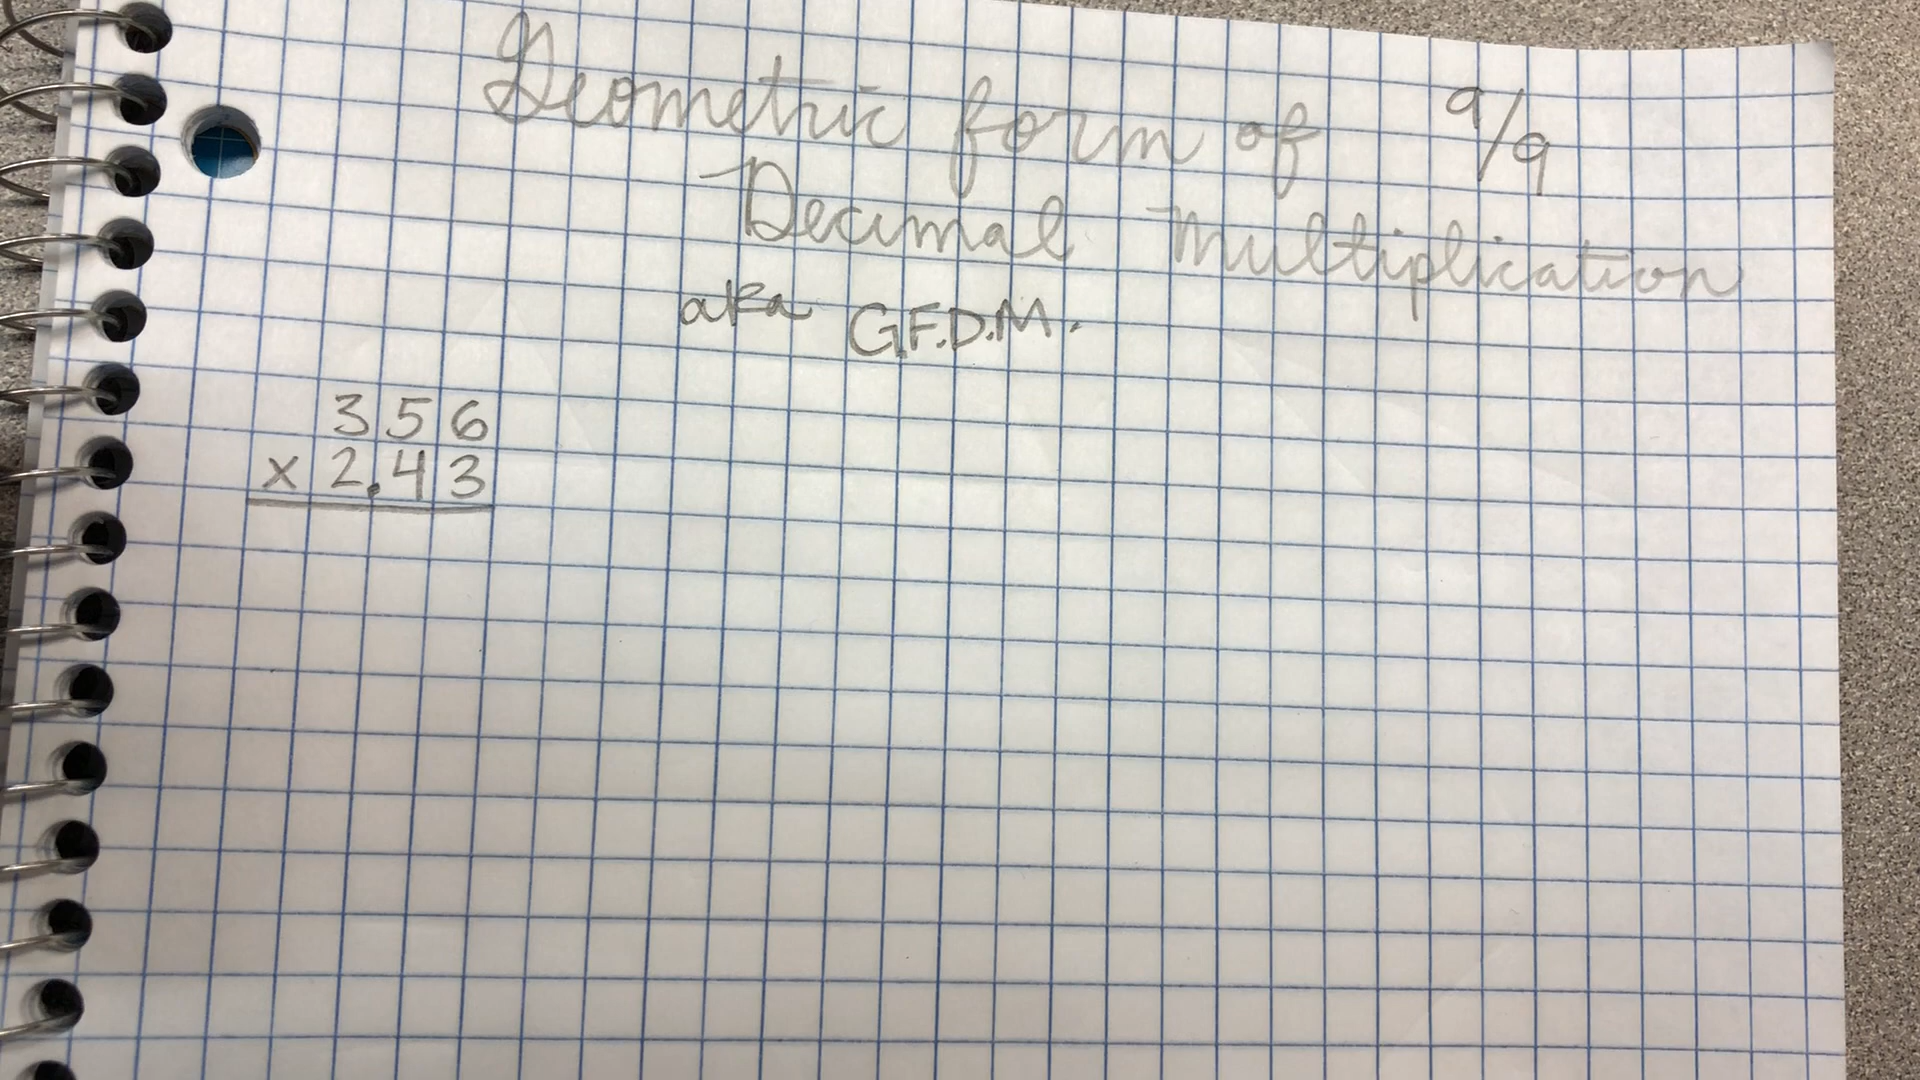 Geometric form of 9/9
Decimal Multiplication
aka G.F.D.M.
356
x 2.43